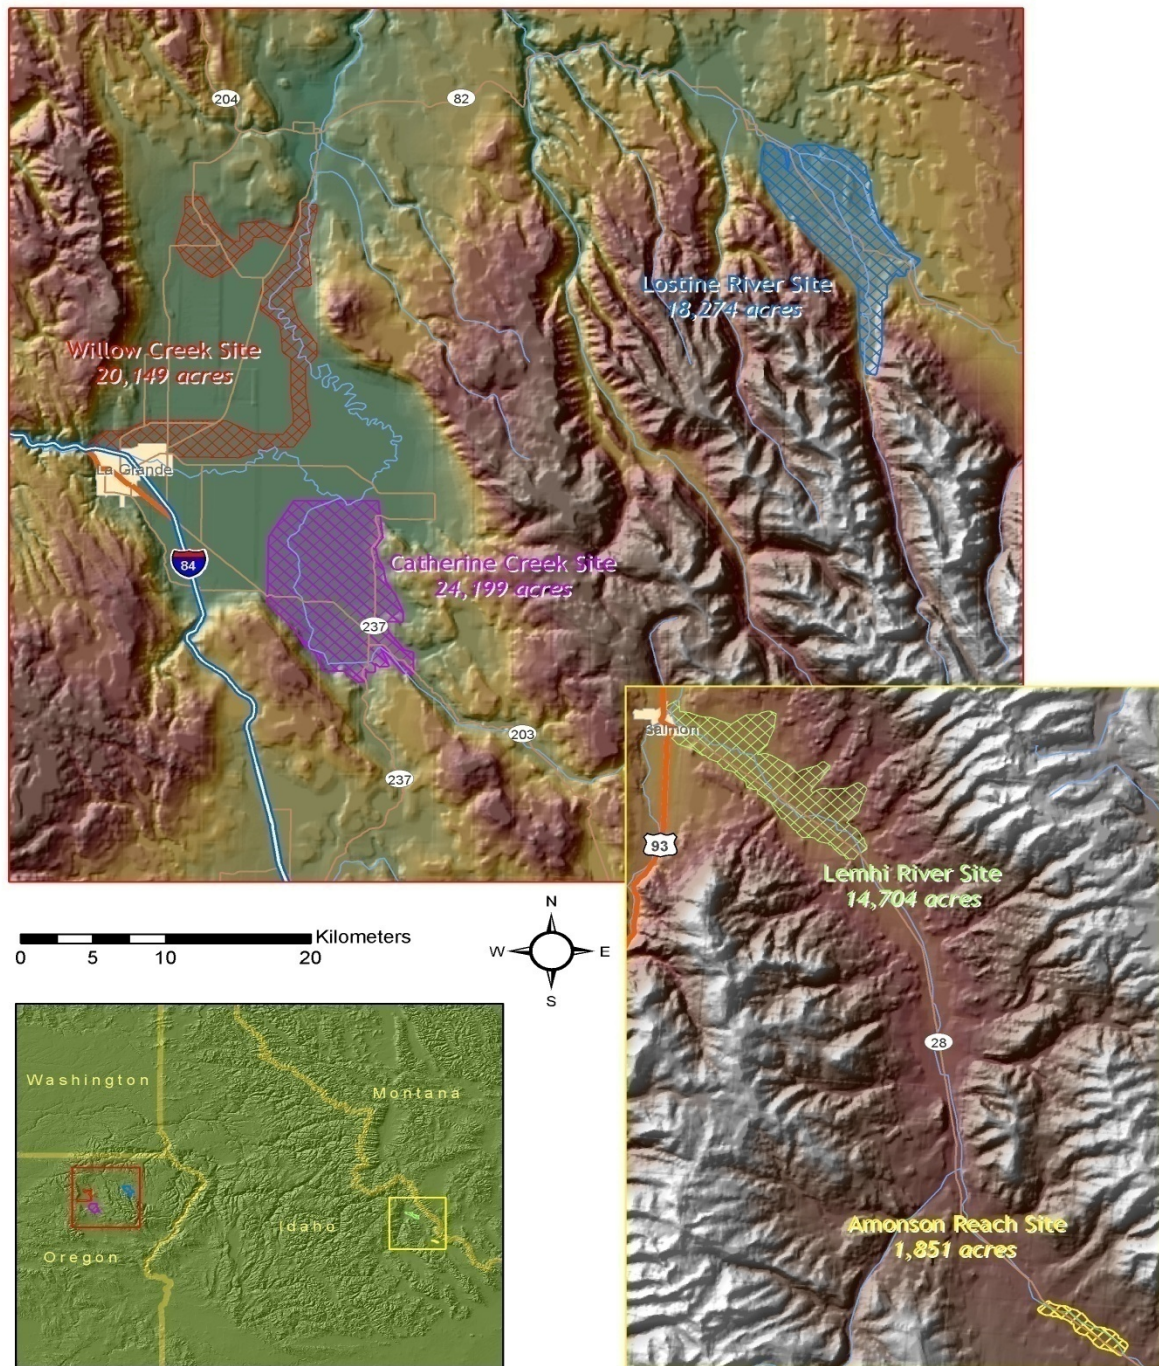 204
82
Lostine River Site
18,274 acres
Willow Creek Site
20,149 acres
La Grande
84
Catherine Creek Site
24,199 acres
237
203
237
Salmon
93
Lemhi River Site
14,704 acres
28
Amonson Reach Site
1,851 acres
Kilometers
0 5 10 20
N
W E
S
Washington
Montana
Idaho
Oregon